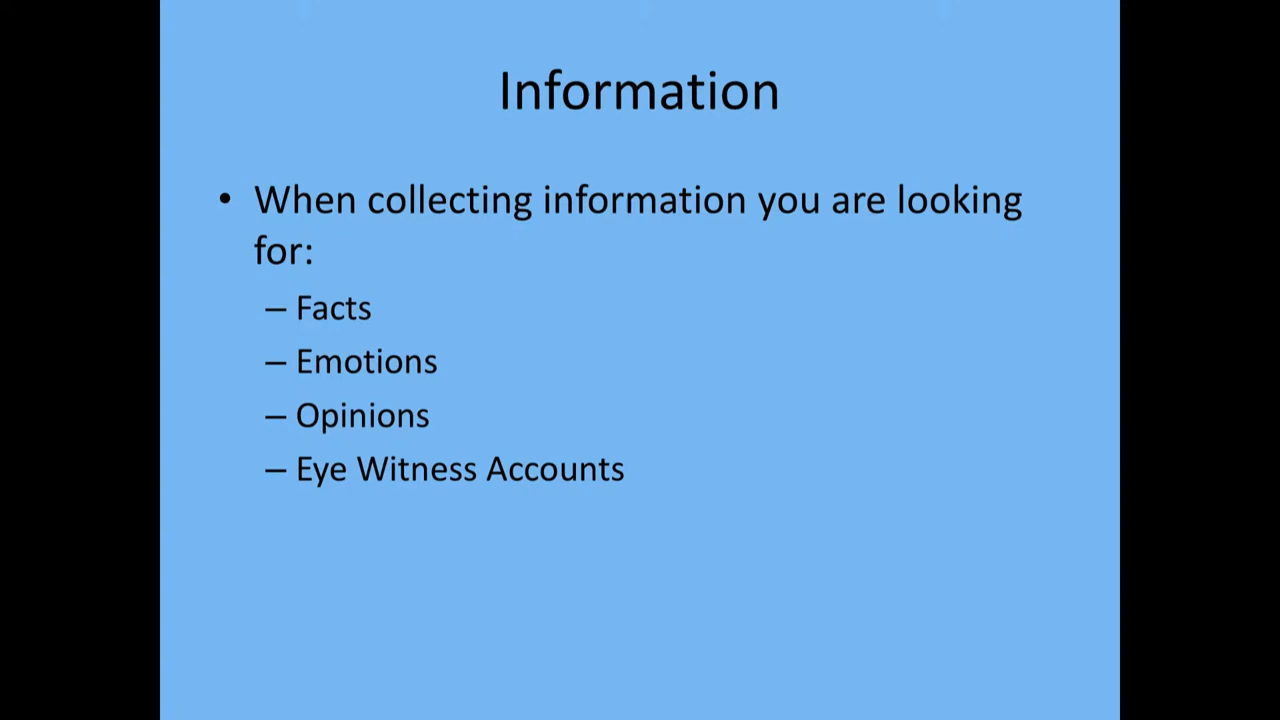 Information
• When collecting information you are looking
for:
– Facts
– Emotions
– Opinions
– Eye Witness Accounts